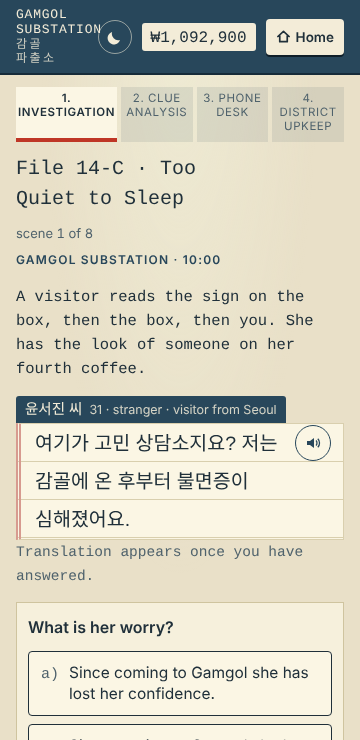 GAMGOL
SUBSTATION
감골
파출소
₩1,092,900
Home
1.
INVESTIGATION
2. CLUE
ANALYSIS
3. PHONE
DESK
4.
DISTRICT
UPKEEP
File 14-C · Too
Quiet to Sleep
scene 1 of 8
GAMGOL SUBSTATION · 10:00
A visitor reads the sign on the
box, then the box, then you. She
has the look of someone on her
fourth coffee.
윤서진 씨 31 · stranger · visitor from Seoul
여기가 고민 상담소지요? 저는
감골에 온 후부터 불면증이
심해졌어요.
Translation appears once you have
answered.
What is her worry?
a) Since coming to Gamgol she has
lost her confidence.